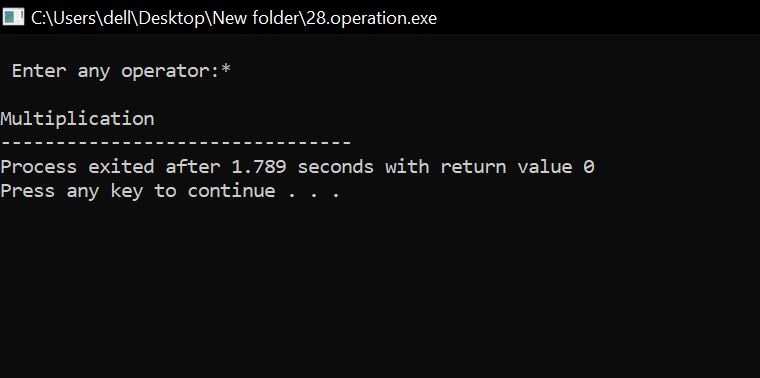 C:\Users\dell\Desktop\New folder\28.operation.exe
Enter any operator:*
Multiplication
--------------------------------
Process exited after 1.789 seconds with return value 0
Press any key to continue . . .